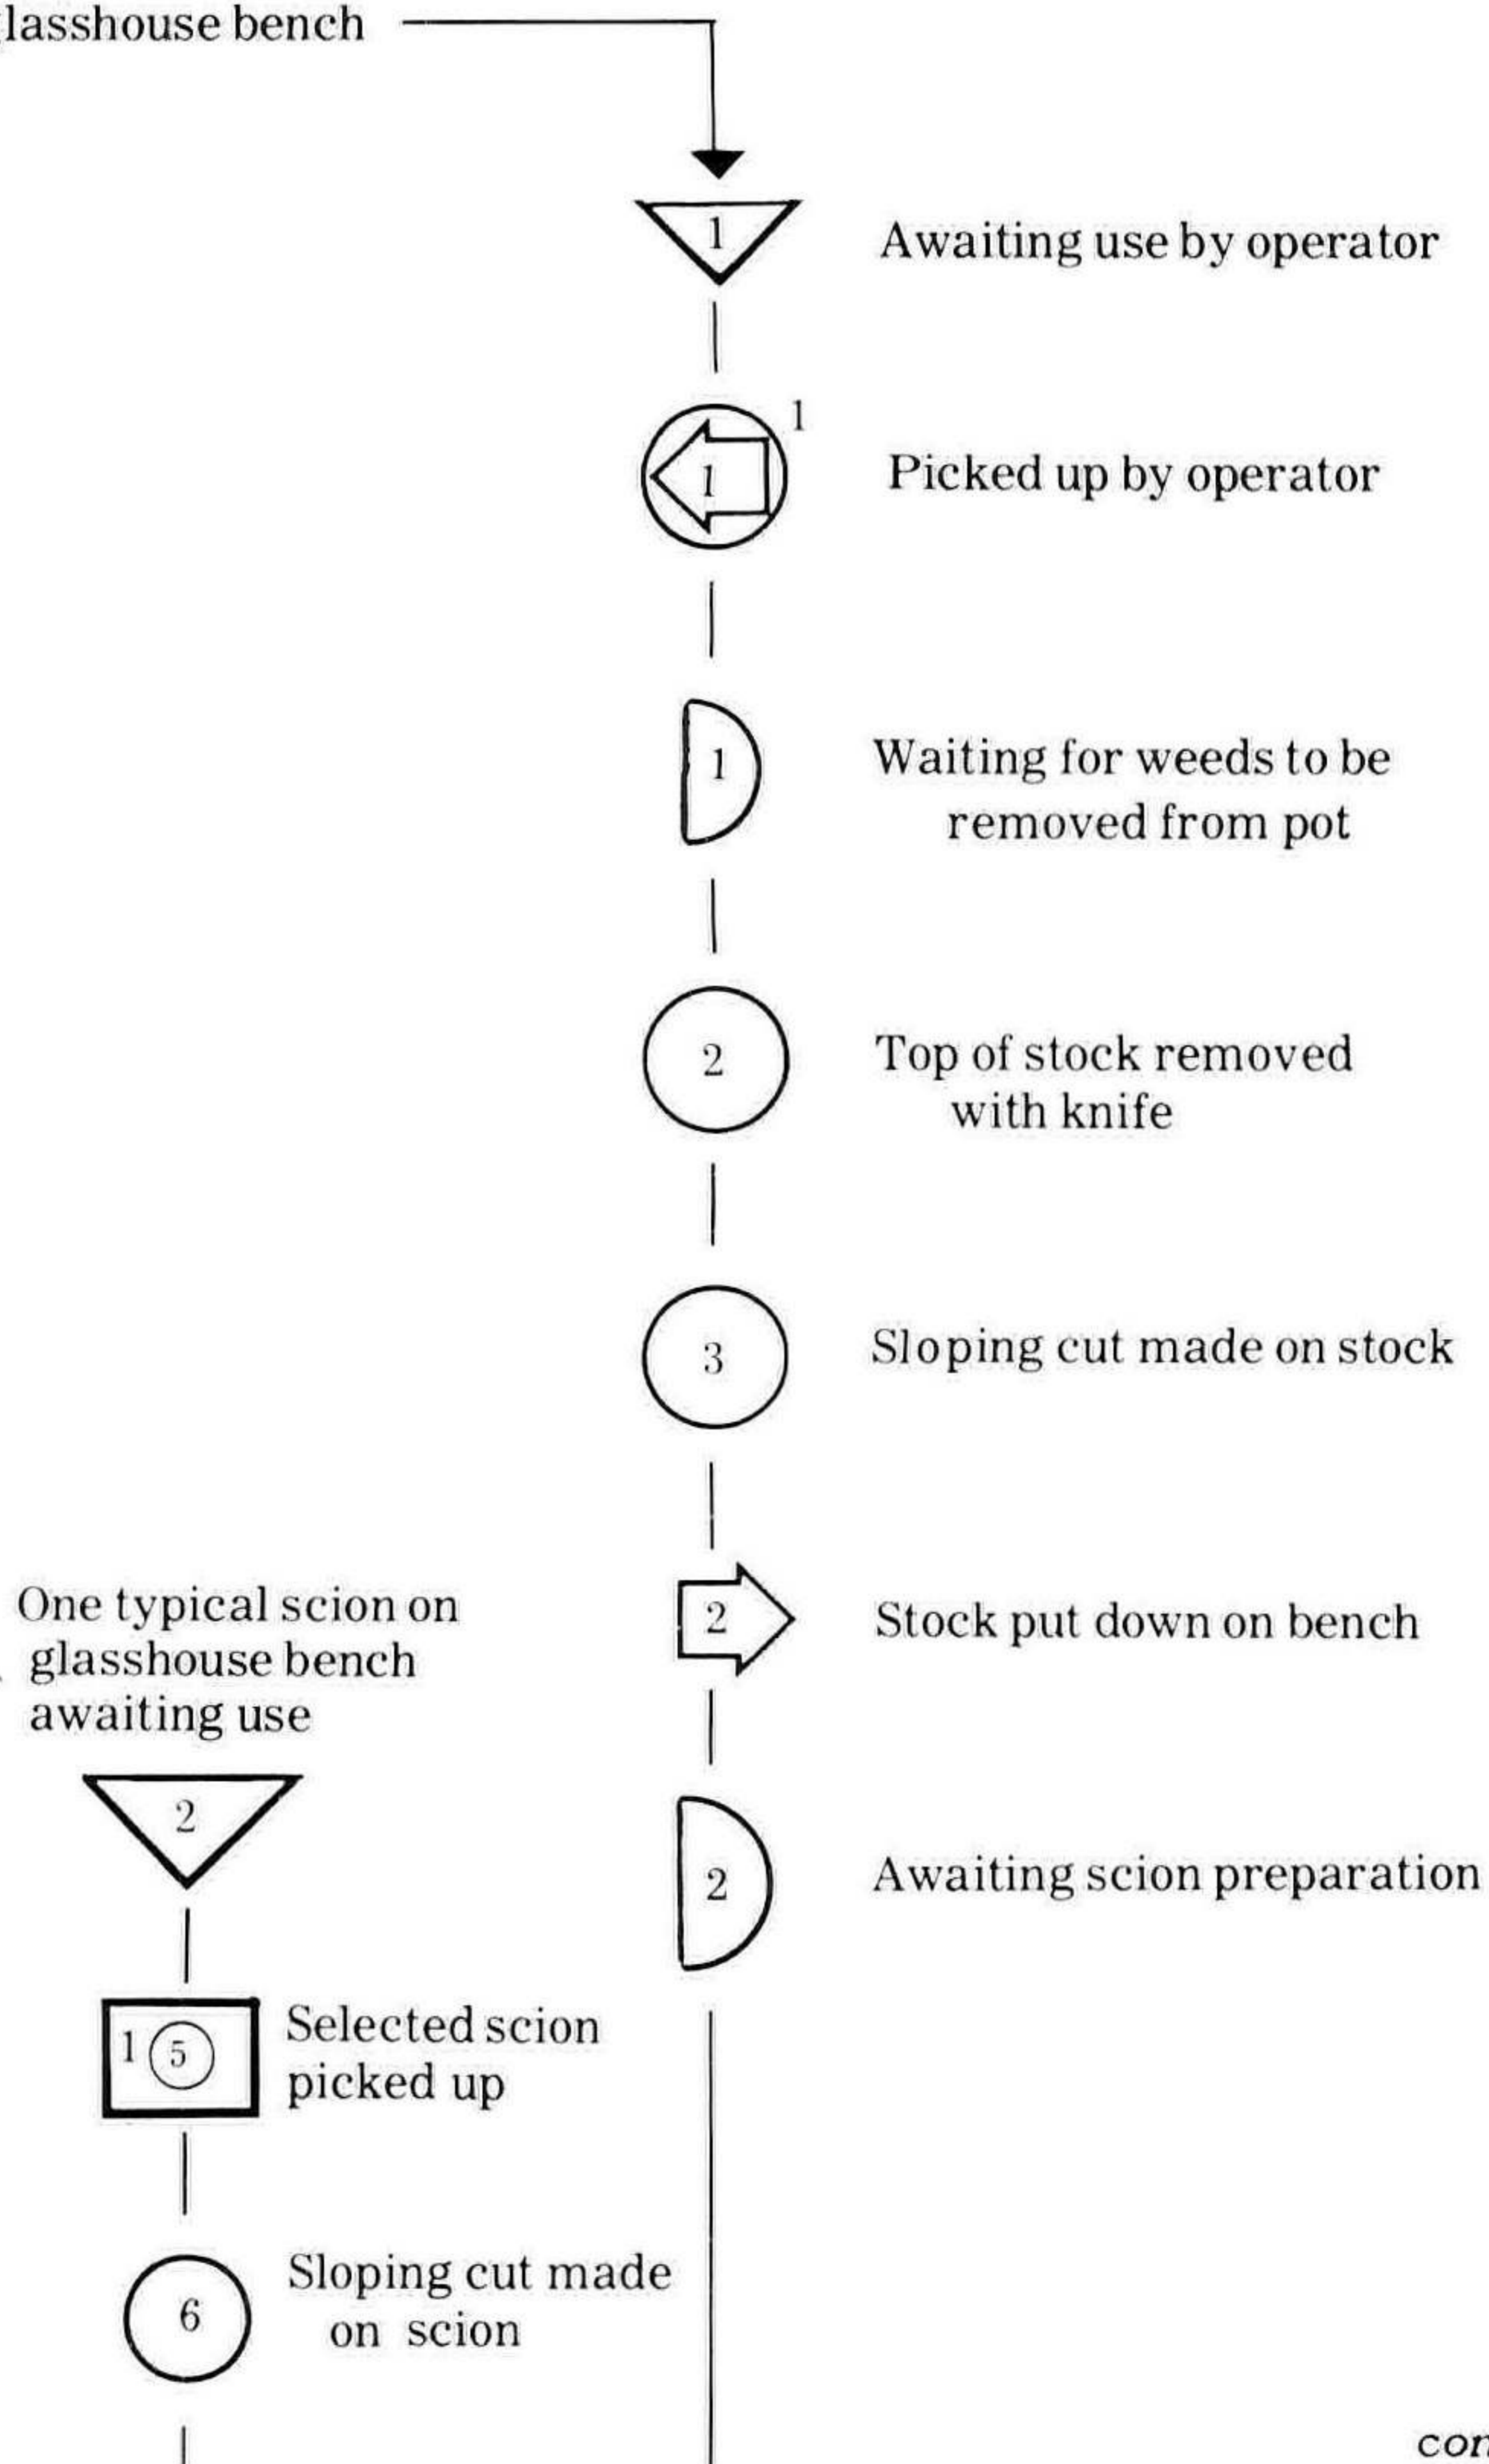 lasshouse bench
1
Awaiting use by operator
1
1
Picked up by operator
1
Waiting for weeds to be
removed from pot
2
Top of stock removed
with knife
3
Sloping cut made on stock
2
Stock put down on bench
One typical scion on
glasshouse bench
awaiting use
2
2
Awaiting scion preparation
1 5
Selected scion
picked up
6
Sloping cut made
on scion
con